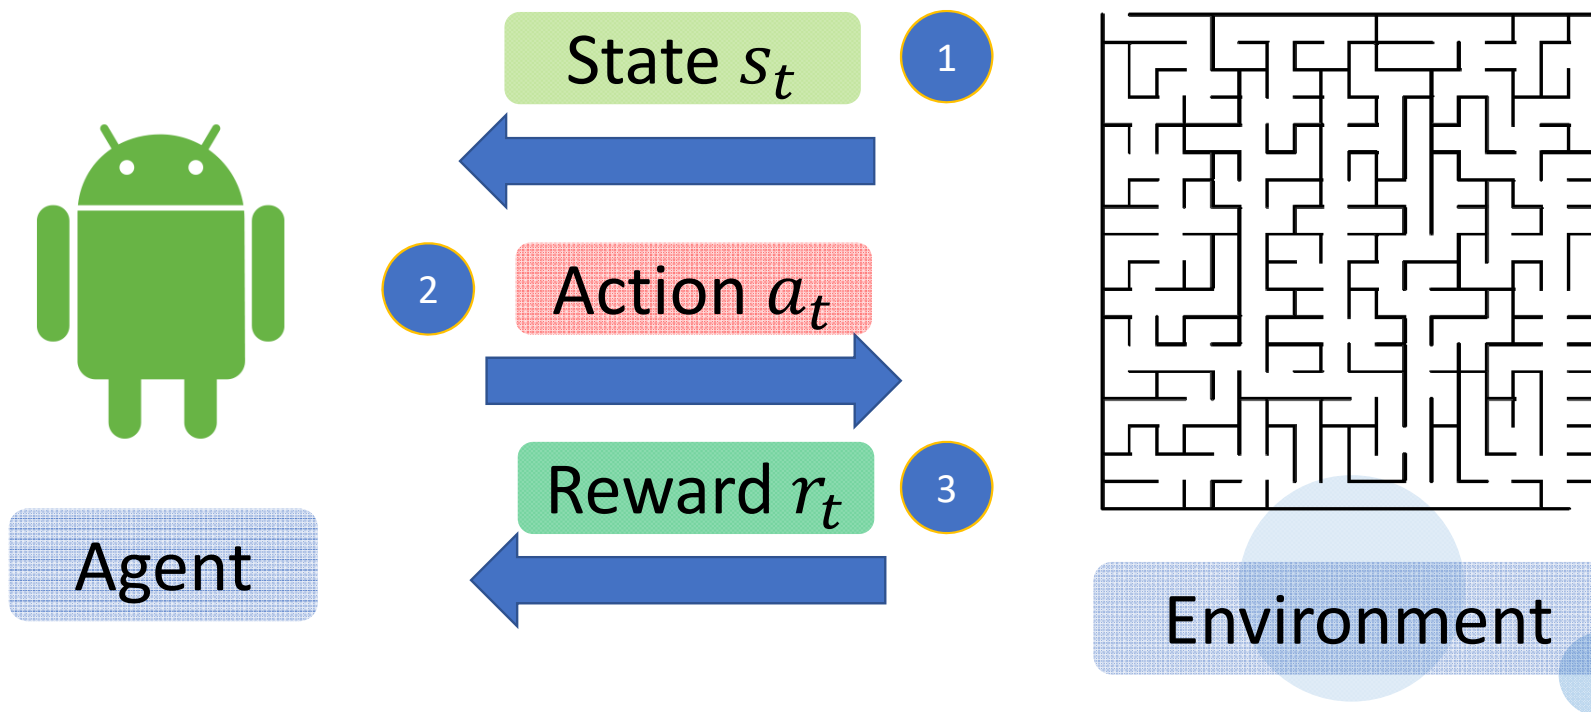 State s_t
1
2
Action a_t
Reward r_t
3
Agent
Environment